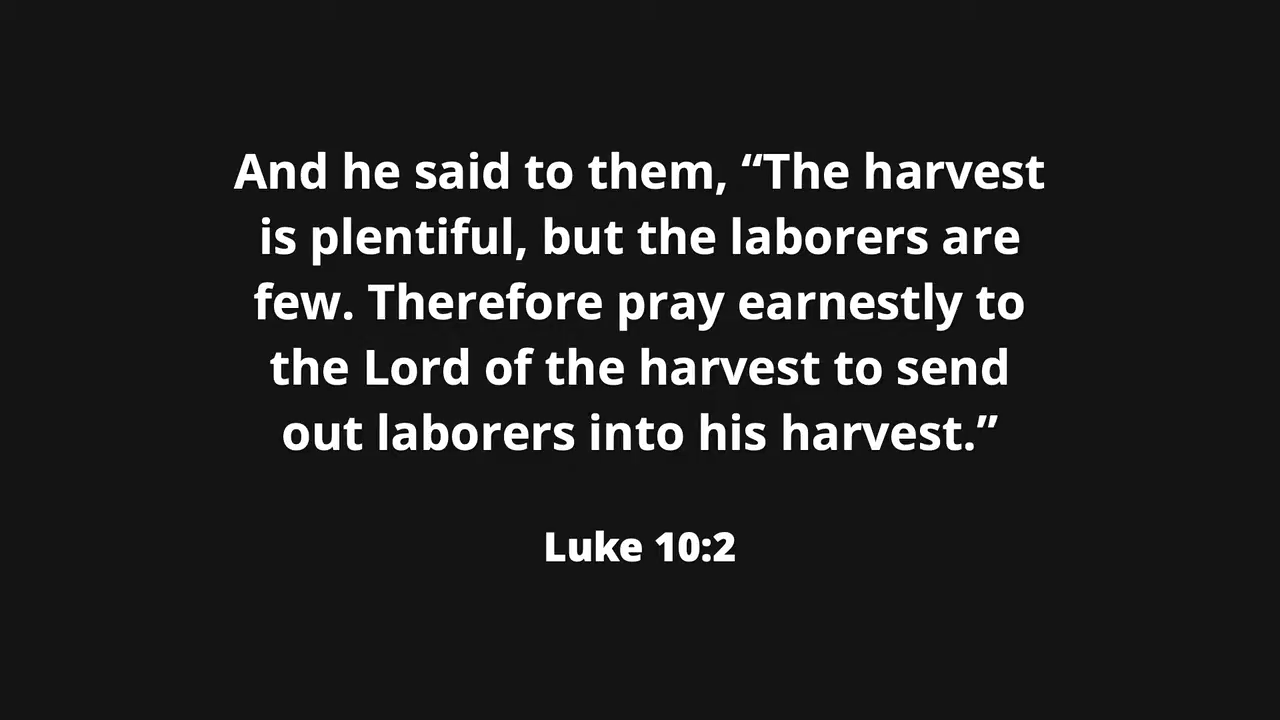 And he said to them, “The harvest
is plentiful, but the laborers are
few. Therefore pray earnestly to
the Lord of the harvest to send
out laborers into his harvest.”
Luke 10:2